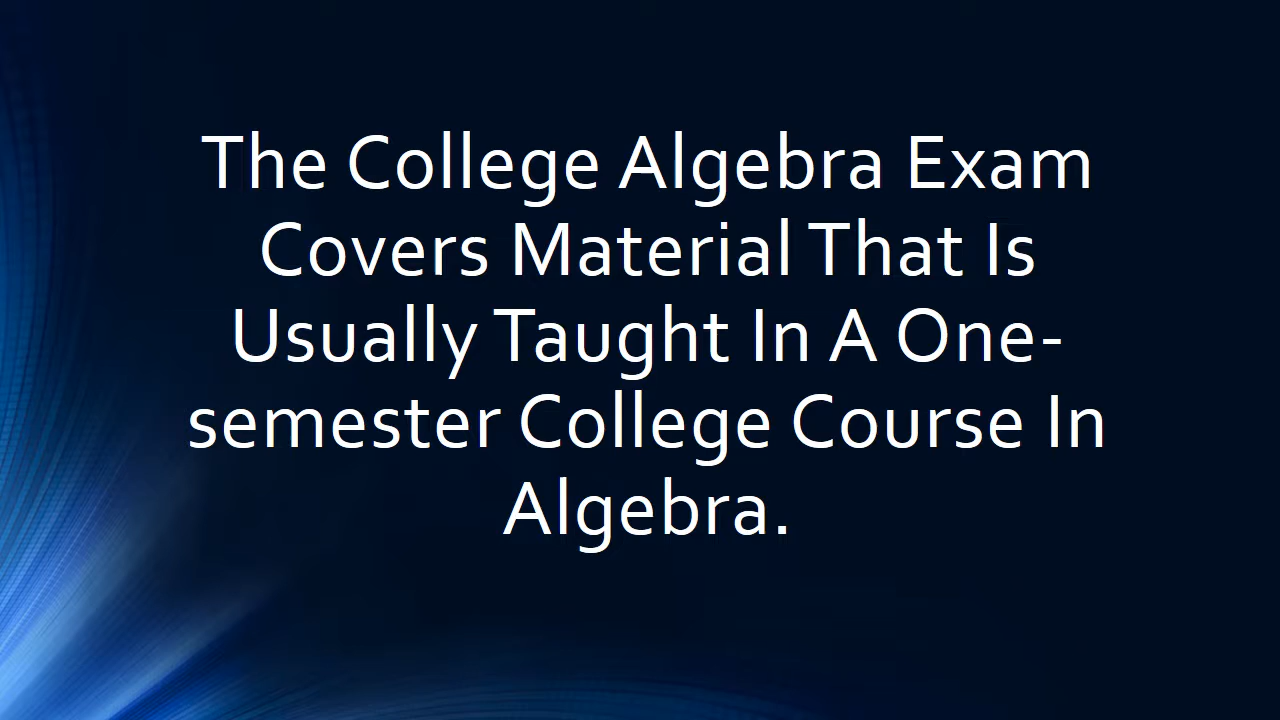 The College Algebra Exam
Covers Material That Is
Usually Taught In A One-
semester College Course In
Algebra.